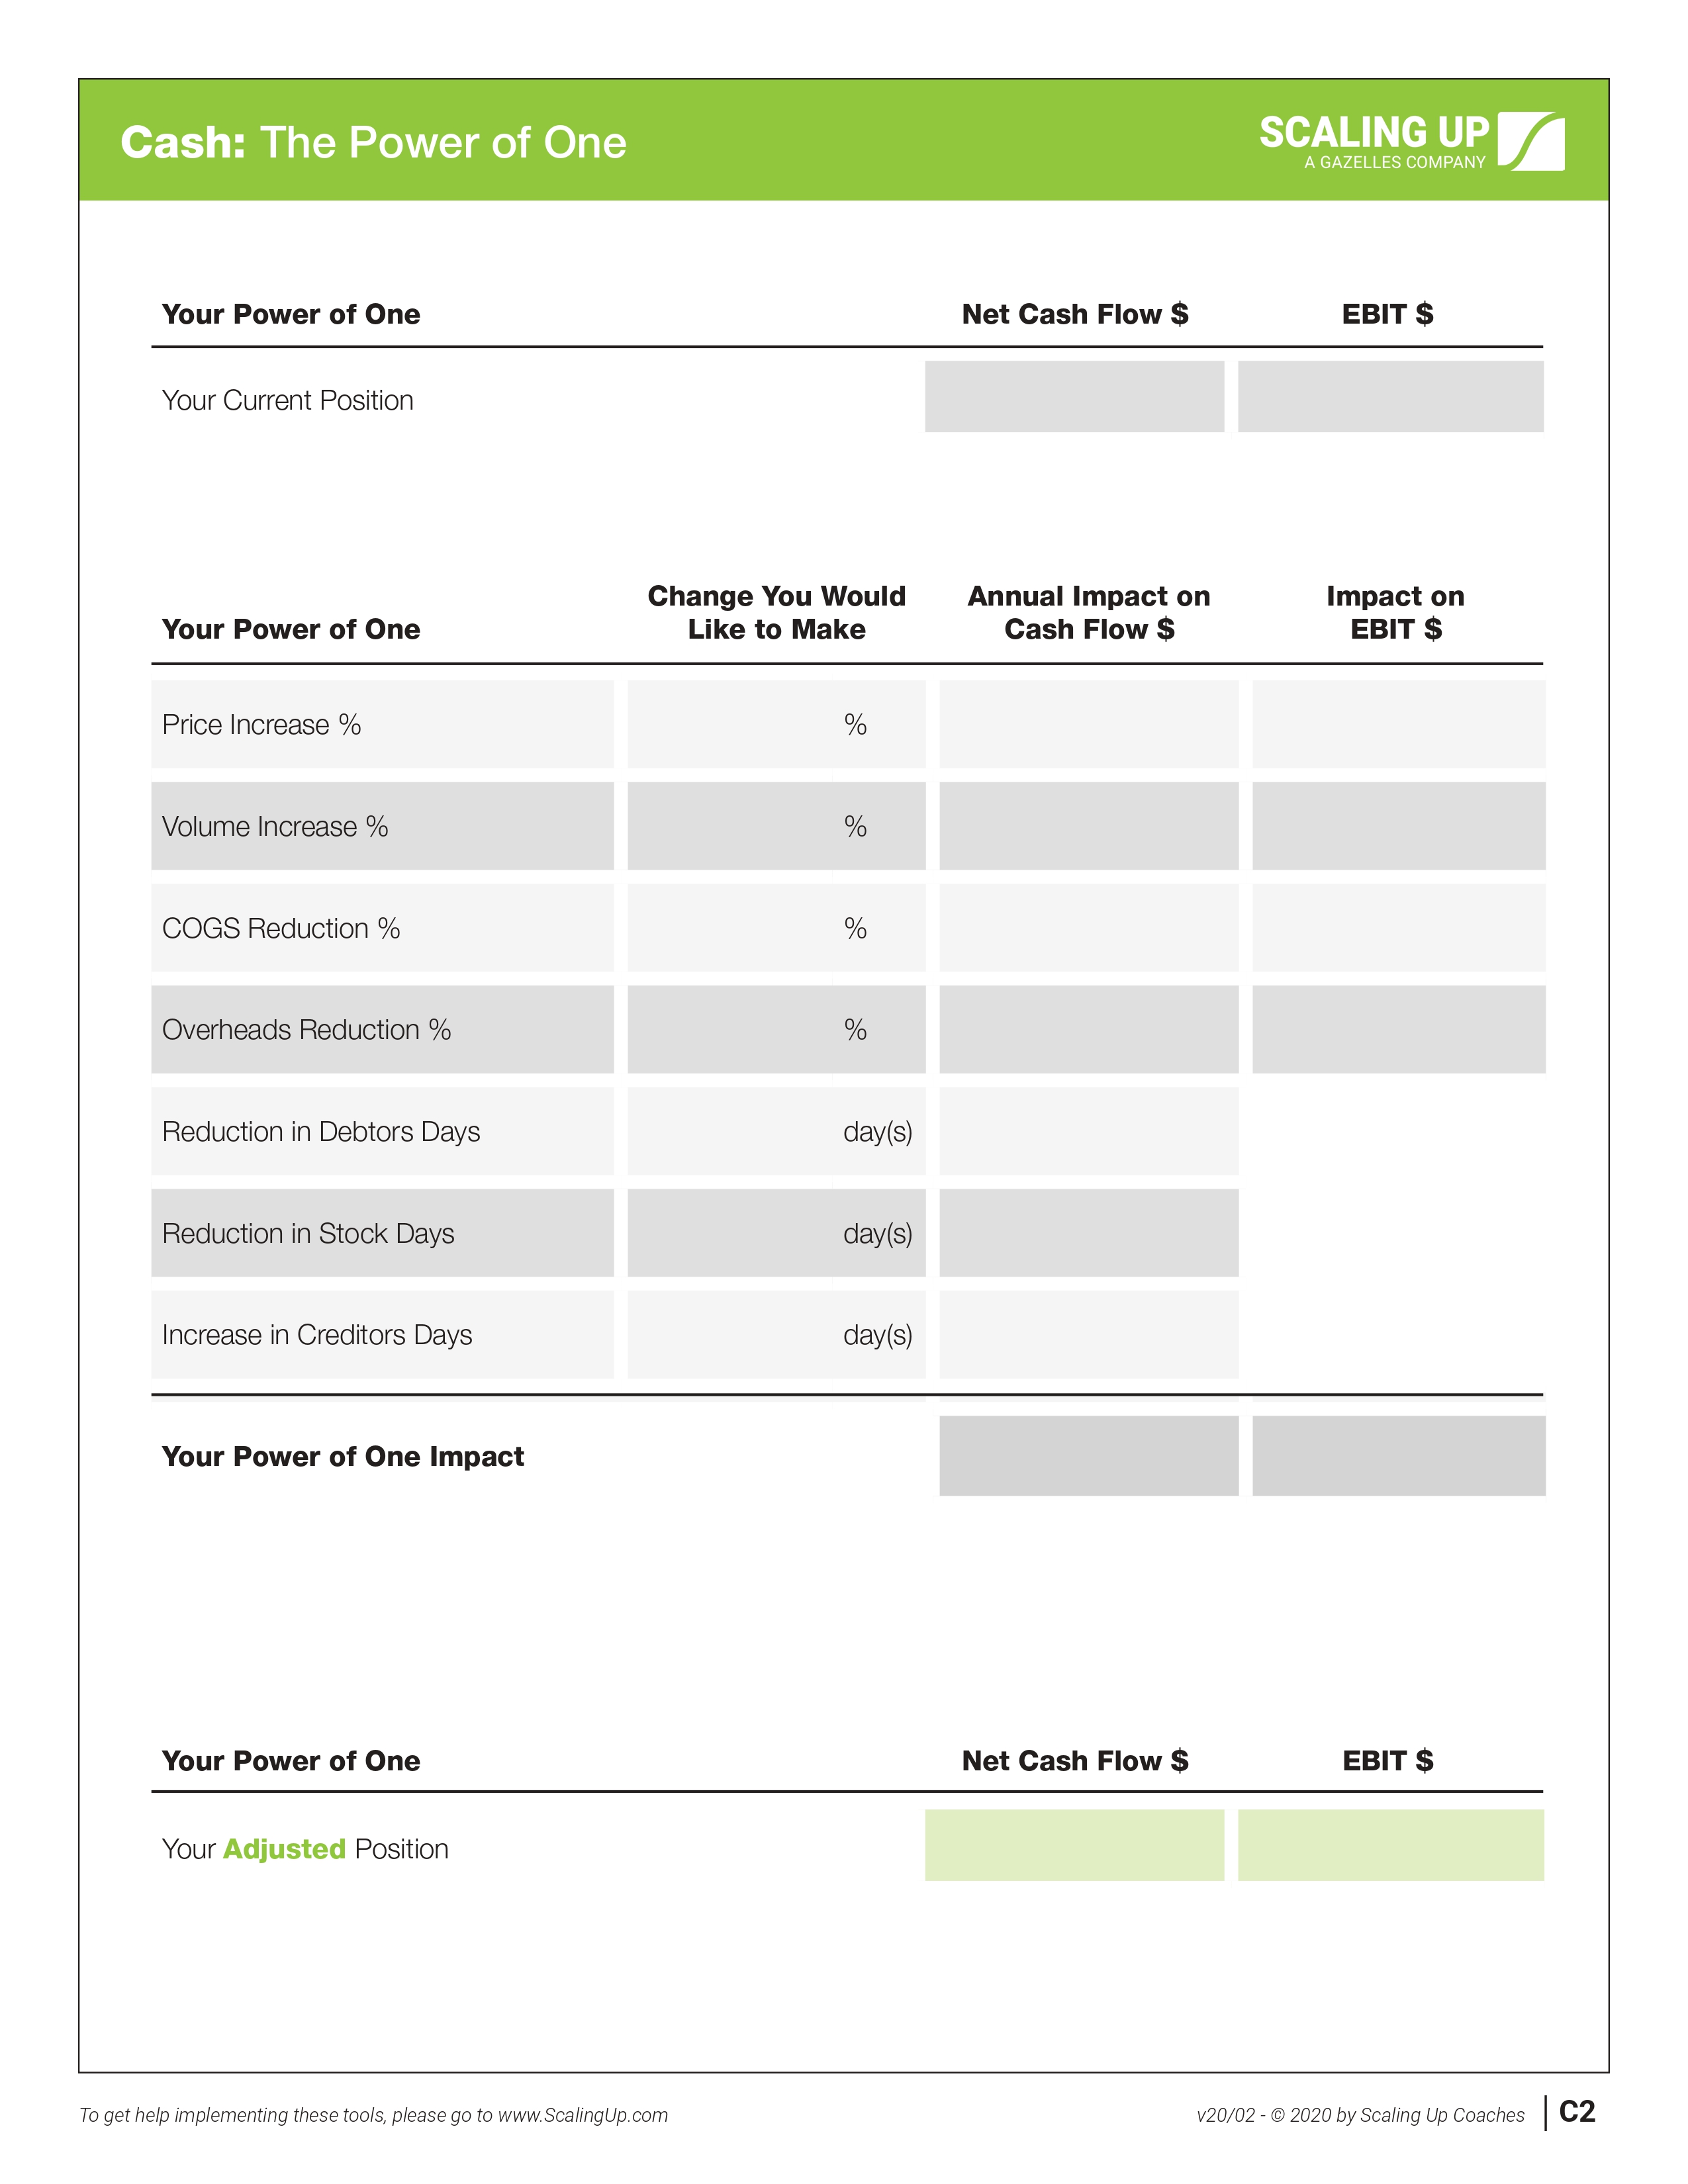 Cash: The Power of One
SCALING UP
A GAZELLES COMPANY
Your Power of One Net Cash Flow $ EBIT $
Your Current Position
Your Power of One Change You Would Like to Make Annual Impact on Cash Flow $ Impact on EBIT $
Price Increase % %
Volume Increase % %
COGS Reduction % %
Overheads Reduction % %
Reduction in Debtors Days day(s)
Reduction in Stock Days day(s)
Increase in Creditors Days day(s)
Your Power of One Impact
Your Power of One Net Cash Flow $ EBIT $
Your Adjusted Position
To get help implementing these tools, please go to www.ScalingUp.com v20/02 - © 2020 by Scaling Up Coaches C2